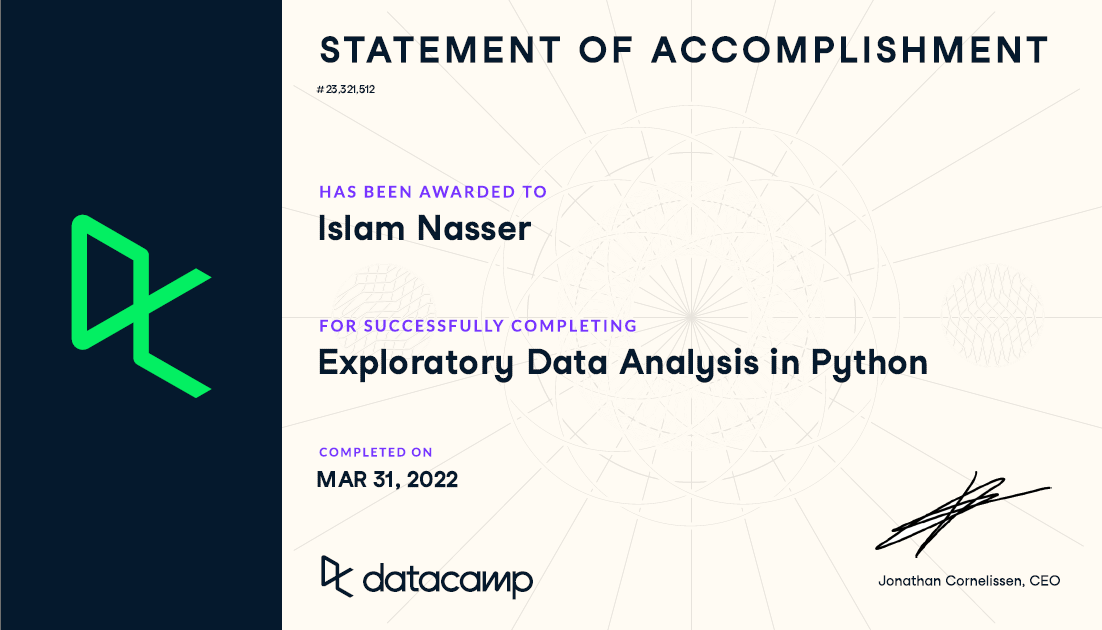 STATEMENT OF ACCOMPLISHMENT
#23,321,512
HAS BEEN AWARDED TO
Islam Nasser
FOR SUCCESSFULLY COMPLETING
Exploratory Data Analysis in Python
COMPLETED ON
MAR 31, 2022
datacamp
Jonathan Cornelissen, CEO